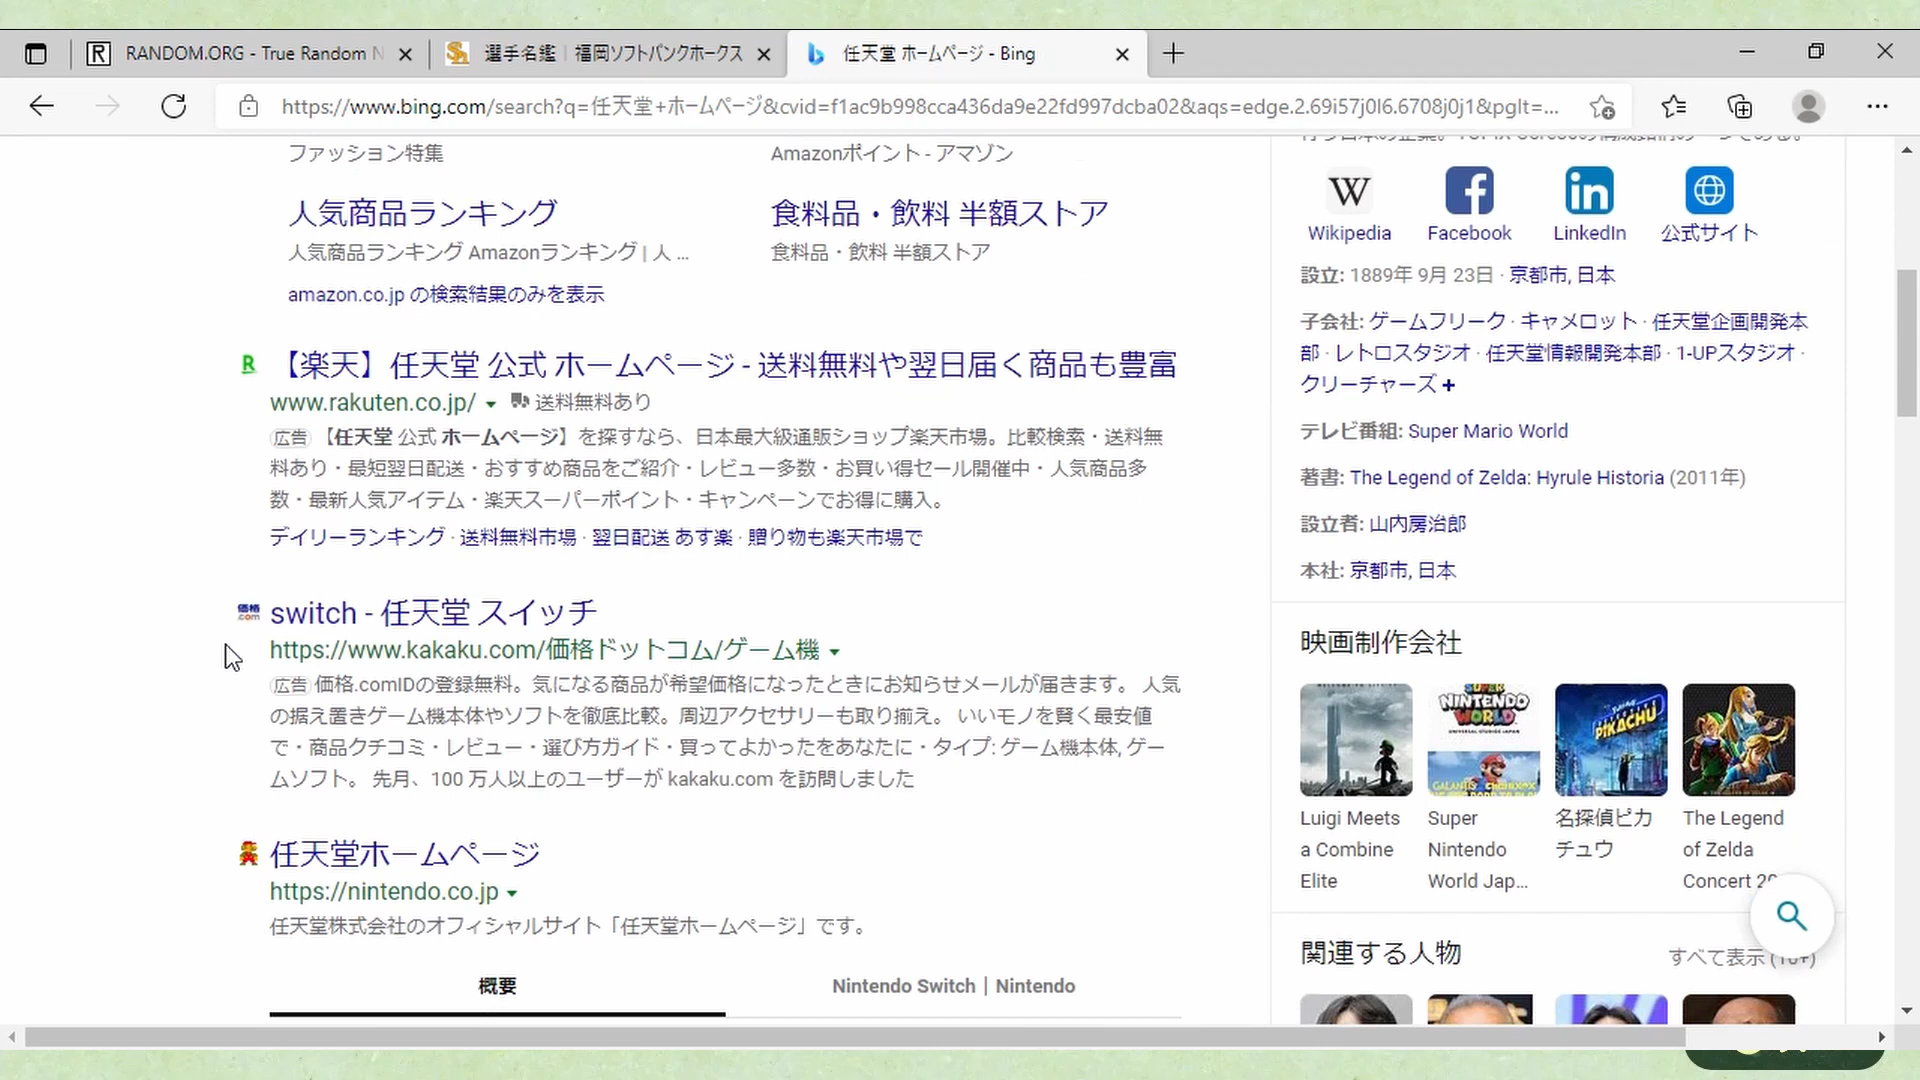 RANDOM.ORG - True Random N
選手名鑑｜福岡ソフトバンクホークス
任天堂 ホームページ - Bing
https://www.bing.com/search?q=任天堂+ホームページ&cvid=f1ac9b998cca436da9e22fd997dcba02&aqs=edge.2.69i57j0l6.6708j0j1&pglt=...
ファッション特集
Amazonポイント - アマゾン
人気商品ランキング
食料品・飲料 半額ストア
人気商品ランキング Amazonランキング | 人 ...
食料品・飲料 半額ストア
amazon.co.jp の検索結果のみを表示
【楽天】任天堂 公式 ホームページ - 送料無料や翌日届く商品も豊富
www.rakuten.co.jp/
送料無料あり
広告 【任天堂 公式 ホームページ】を探すなら、日本最大級通販ショップ楽天市場。比較検索・送料無
料あり・最短翌日配送・おすすめ商品をご紹介・レビュー多数・お買い得セール開催中・人気商品多
数・最新人気アイテム・楽天スーパーポイント・キャンペーンでお得に購入。
デイリーランキング · 送料無料市場 · 翌日配送 あす楽 · 贈り物も楽天市場で
価格
.com
switch - 任天堂 スイッチ
https://www.kakaku.com/価格ドットコム/ゲーム機
広告 価格.comIDの登録無料。気になる商品が希望価格になったときにお知らせメールが届きます。 人気
の据え置きゲーム機本体やソフトを徹底比較。周辺アクセサリーも取り揃え。 いいモノを賢く最安値
で・商品クチコミ・レビュー・選び方ガイド・買ってよかったをあなたに・タイプ: ゲーム機本体, ゲー
ムソフト。 先月、100 万人以上のユーザーが kakaku.com を訪問しました
任天堂ホームページ
https://nintendo.co.jp
任天堂株式会社のオフィシャルサイト「任天堂ホームページ」です。
概要
Nintendo Switch｜Nintendo
Wikipedia
Facebook
LinkedIn
公式サイト
設立: 1889年 9月 23日 · 京都市, 日本
子会社: ゲームフリーク · キャメロット · 任天堂企画開発本
部 · レトロスタジオ · 任天堂情報開発本部 · 1-UPスタジオ ·
クリーチャーズ +
テレビ番組: Super Mario World
著書: The Legend of Zelda: Hyrule Historia (2011年)
設立者: 山内房治郎
本社: 京都市, 日本
映画制作会社
SUPER
NINTENDO
WORLD
PIKACHU
Luigi Meets
a Combine
Elite
Super
Nintendo
World Jap...
名探偵ピカ
チュウ
The Legend
of Zelda
Concert
関連する人物
すべて表示 (10+)